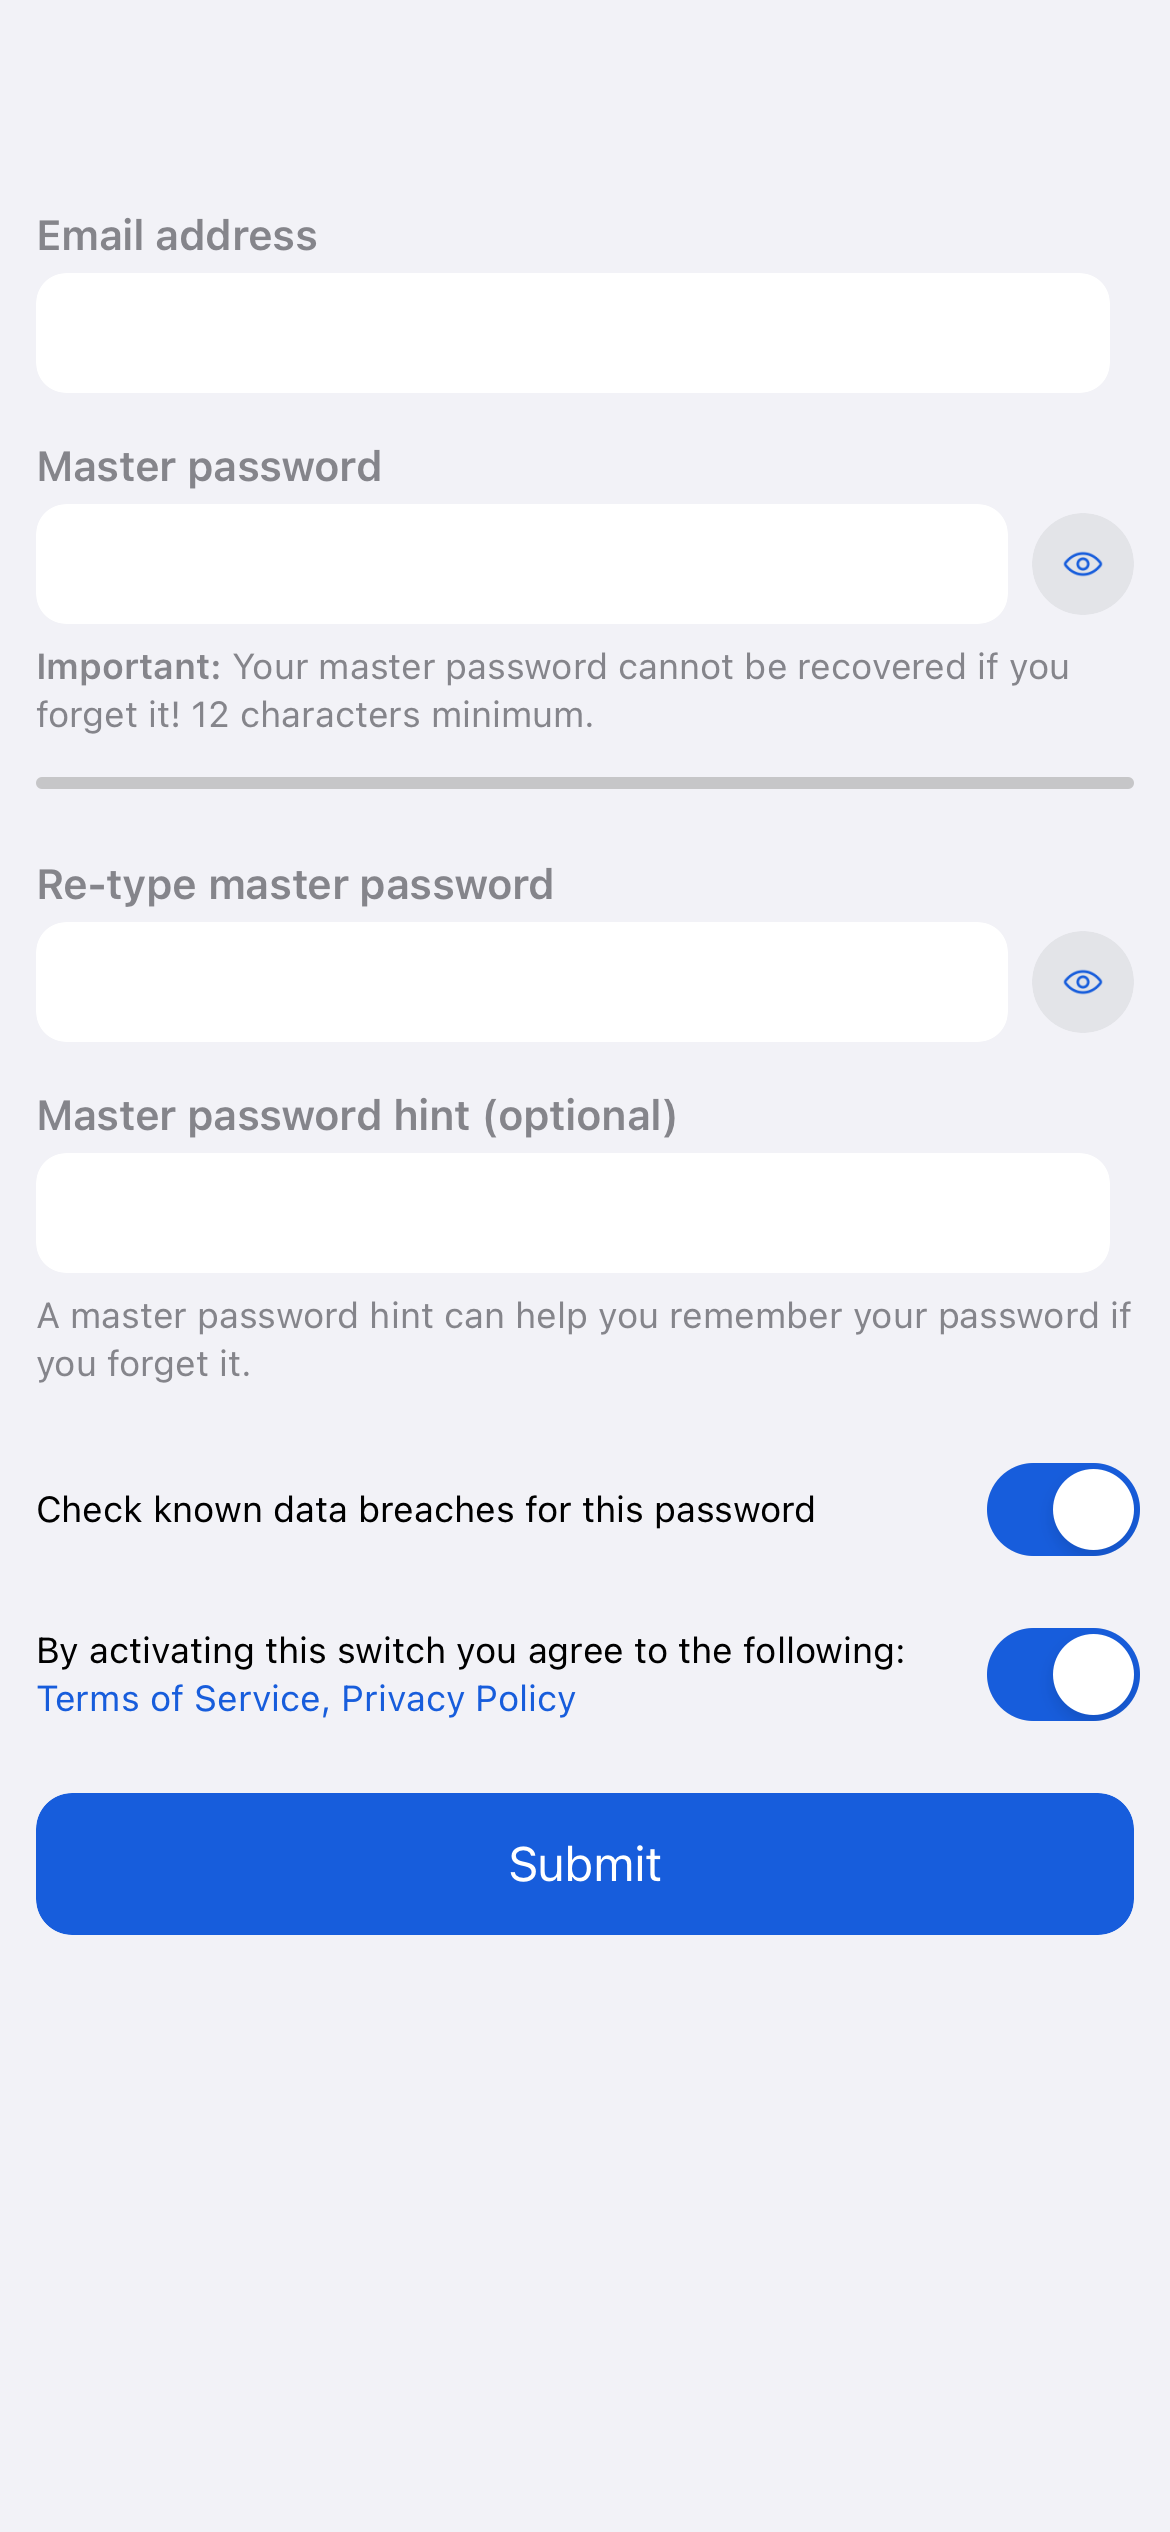 Email address
Master password
Important: Your master password cannot be recovered if you
forget it! 12 characters minimum.
Re-type master password
Master password hint (optional)
A master password hint can help you remember your password if
you forget it.
Check known data breaches for this password
By activating this switch you agree to the following:
Terms of Service, Privacy Policy
Submit